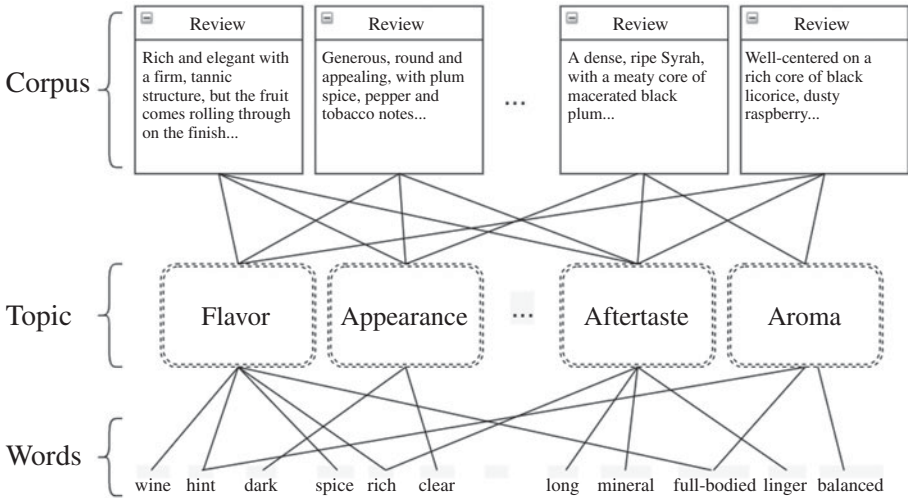 Corpus
Review
Rich and elegant with
a firm, tannic
structure, but the fruit
comes rolling through
on the finish...
Review
Generous, round and
appealing, with plum
spice, pepper and
tobacco notes...
...
Review
A dense, ripe Syrah,
with a meaty core of
macerated black
plum...
Review
Well-centered on a
rich core of black
licorice, dusty
raspberry...
Topic
Flavor
Appearance
...
Aftertaste
Aroma
Words
wine hint dark spice rich clear long mineral full-bodied linger balanced